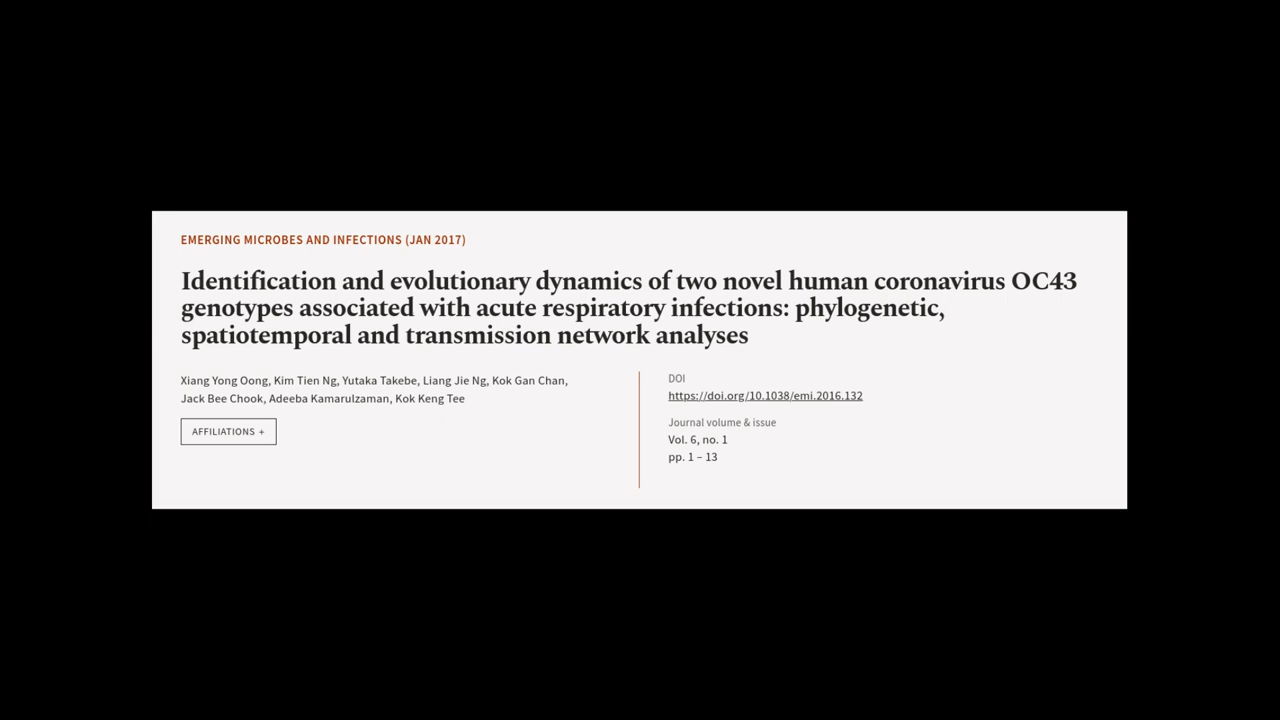 EMERGING MICROBES AND INFECTIONS (JAN 2017)
Identification and evolutionary dynamics of two novel human coronavirus OC43
genotypes associated with acute respiratory infections: phylogenetic,
spatiotemporal and transmission network analyses
Xiang Yong Oong, Kim Tien Ng, Yutaka Takebe, Liang Jie Ng, Kok Gan Chan,
Jack Bee Chook, Adeeba Kamarulzaman, Kok Keng Tee
AFFILIATIONS +
DOI
https://doi.org/10.1038/emi.2016.132
Journal volume & issue
Vol. 6, no. 1
pp. 1 – 13